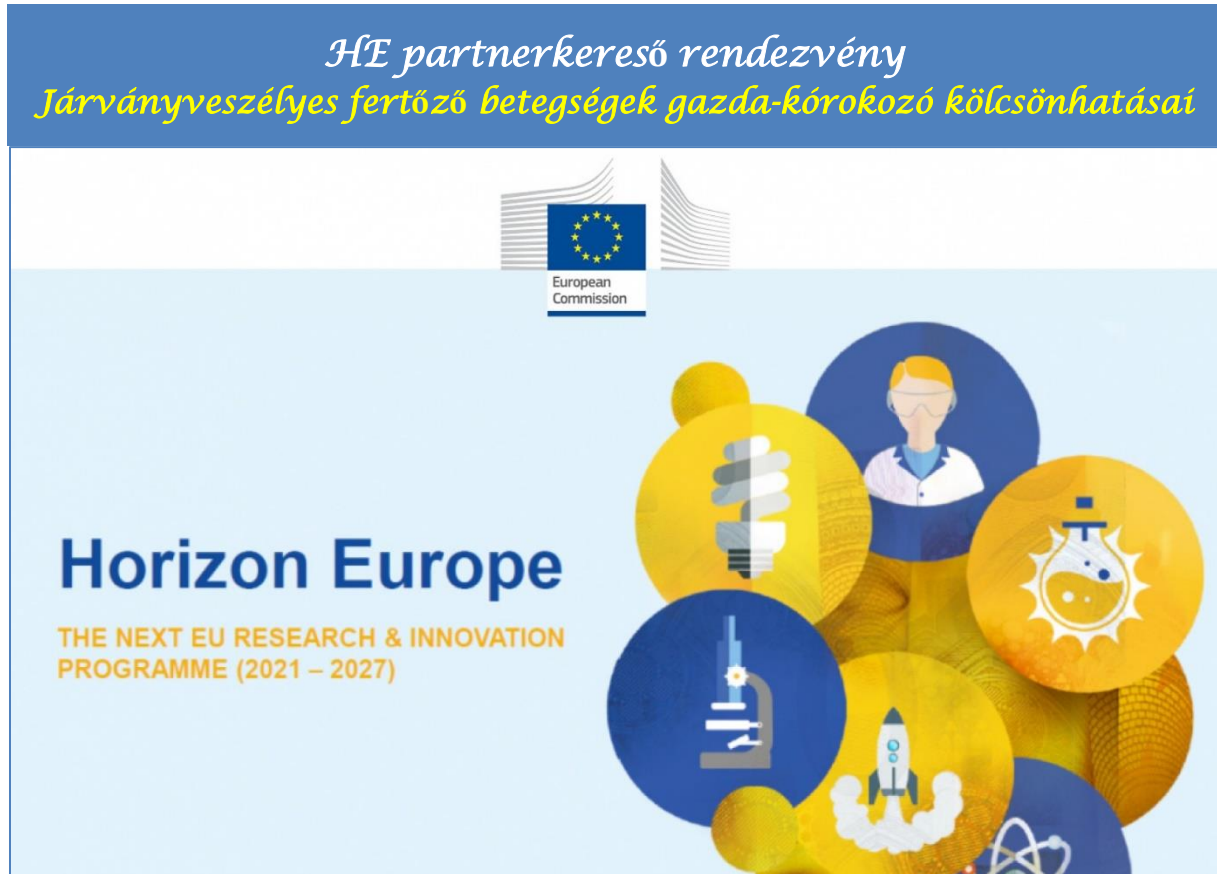 HE partnerkereső rendezvény
Járványveszélyes fertőző betegségek gazda-kórokozó kölcsönhatásai
European
Commission
Horizon Europe
THE NEXT EU RESEARCH & INNOVATION
PROGRAMME (2021 – 2027)